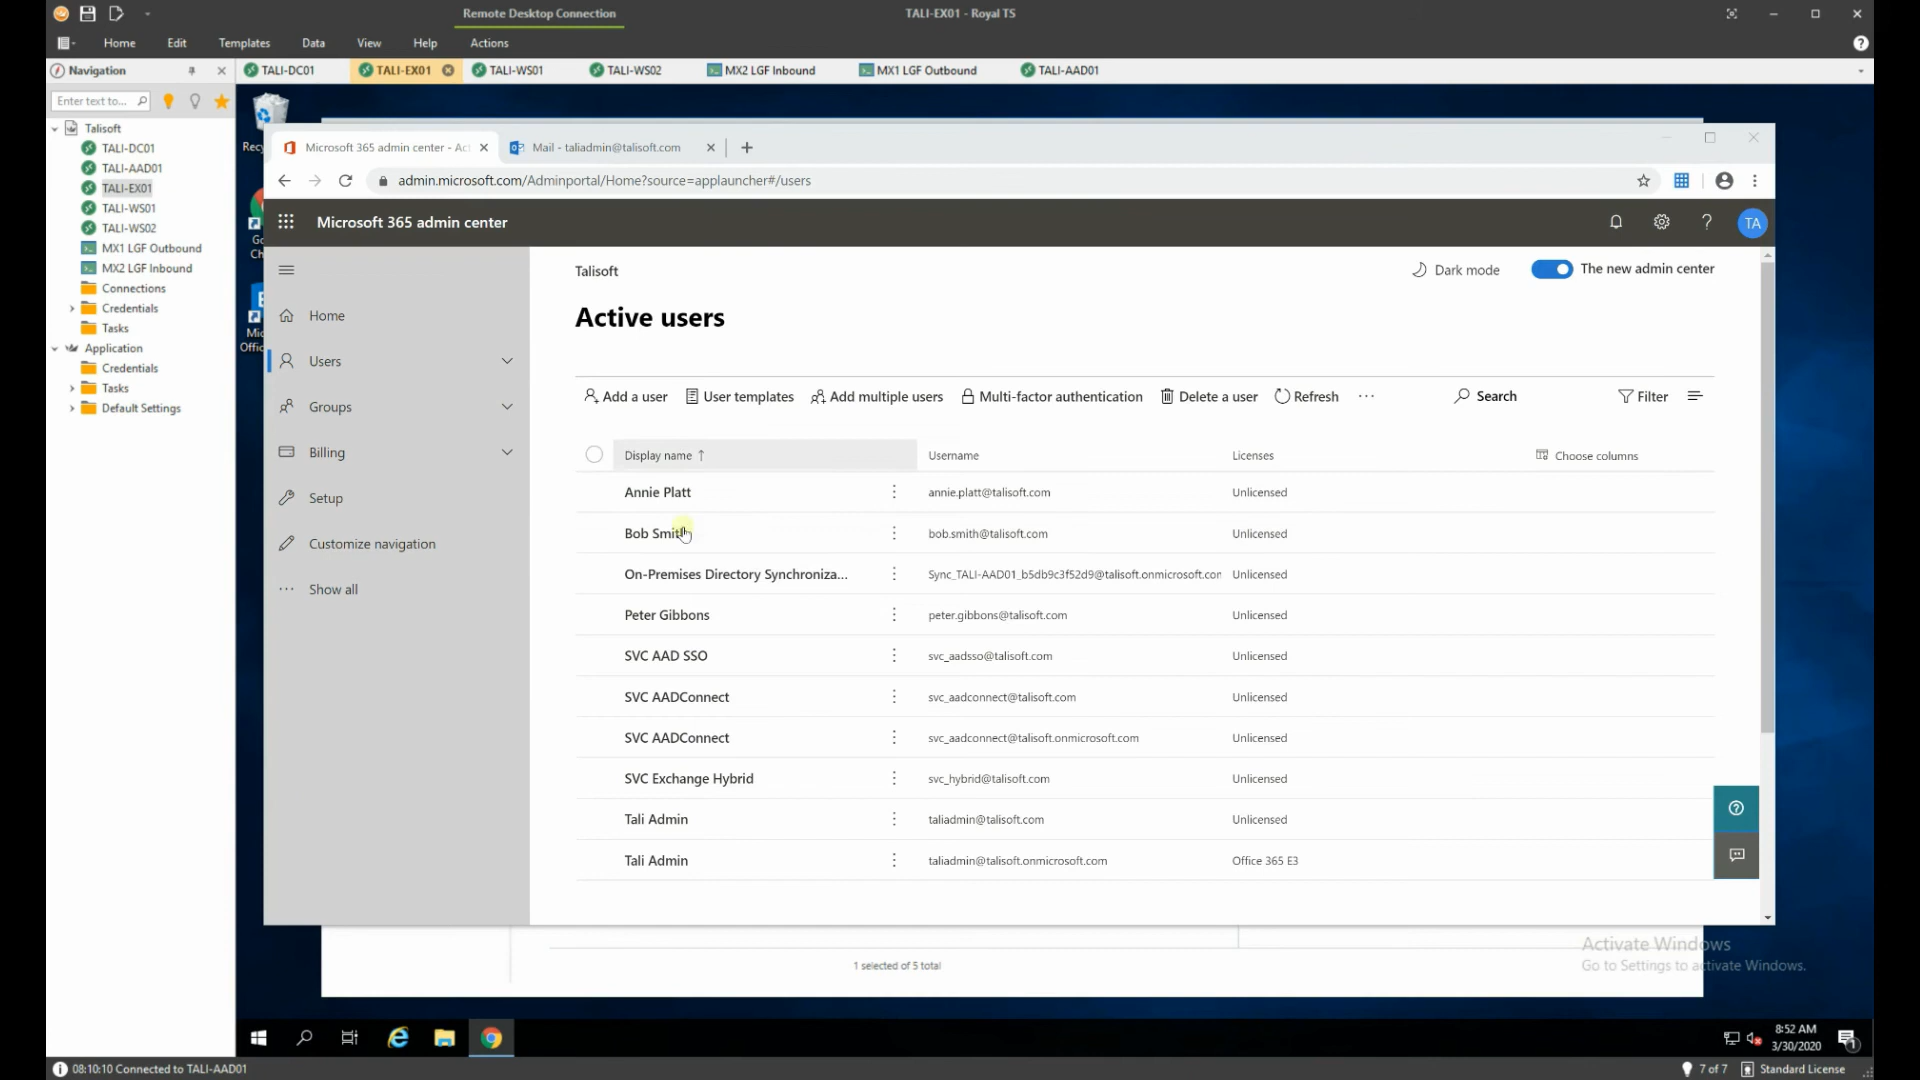 Remote Desktop Connection
TALI-EX01 - Royal TS
Home Edit Templates Data View Help Actions
Navigation
TALI-DC01 TALI-EX01 TALI-WS01 TALI-WS02 MX2 LGF Inbound MX1 LGF Outbound TALI-AAD01
Enter text to...
Talisoft
TALI-DC01
TALI-AAD01
TALI-EX01
TALI-WS01
TALI-WS02
MX1 LGF Outbound
MX2 LGF Inbound
Connections
Credentials
Tasks
Application
Credentials
Tasks
Default Settings
Microsoft 365 admin center - Act
Mail - taliadmin@talisoft.com
admin.microsoft.com/Adminportal/Home?source=applauncher#/users
Microsoft 365 admin center
TA
Home
Users
Groups
Billing
Setup
Customize navigation
Show all
Talisoft
Dark mode
The new admin center
Active users
Add a user User templates Add multiple users Multi-factor authentication Delete a user Refresh Search Filter
Display name ↑ Username Licenses Choose columns
Annie Platt annie.platt@talisoft.com Unlicensed
Bob Smith bob.smith@talisoft.com Unlicensed
On-Premises Directory Synchroniza... Sync_TALI-AAD01_b5db9c3f52d9@talisoft.onmicrosoft.con Unlicensed
Peter Gibbons peter.gibbons@talisoft.com Unlicensed
SVC AAD SSO svc_aadsso@talisoft.com Unlicensed
SVC AADConnect svc_aadconnect@talisoft.com Unlicensed
SVC AADConnect svc_aadconnect@talisoft.onmicrosoft.com Unlicensed
SVC Exchange Hybrid svc_hybrid@talisoft.com Unlicensed
Tali Admin taliadmin@talisoft.com Unlicensed
Tali Admin taliadmin@talisoft.onmicrosoft.com Office 365 E3
1 selected of 5 total
Activate Windows
Go to Settings to activate Windows.
8:52 AM
3/30/2020
1
08:10:10 Connected to TALI-AAD01
7 of 7
Standard License